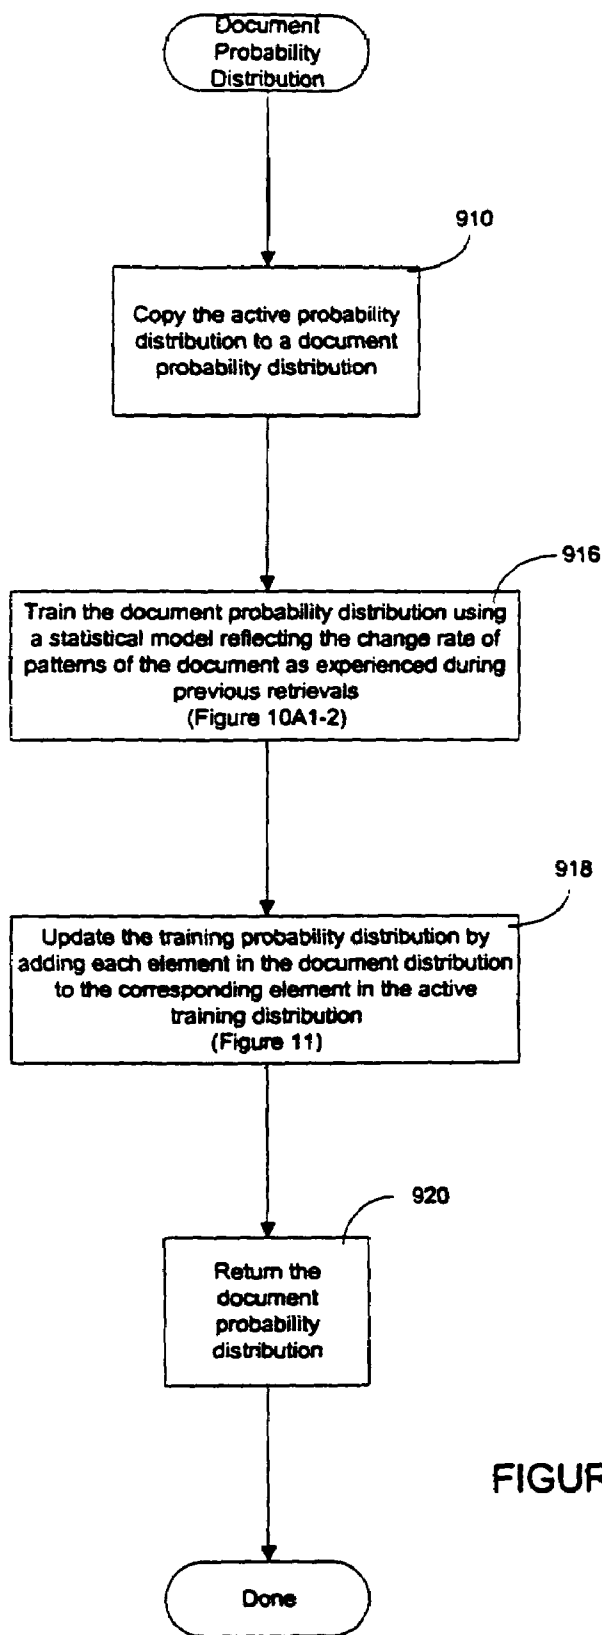 Document
Probability
Distribution
910
Copy the active probability
distribution to a document
probability distribution
916
Train the document probability distribution using
a statistical model reflecting the change rate of
patterns of the document as experienced during
previous retrievals
(Figure 10A1-2)
918
Update the training probability distribution by
adding each element in the document distribution
to the corresponding element in the active
training distribution
(Figure 11)
920
Return the
document
probability
distribution
FIGUR
Done